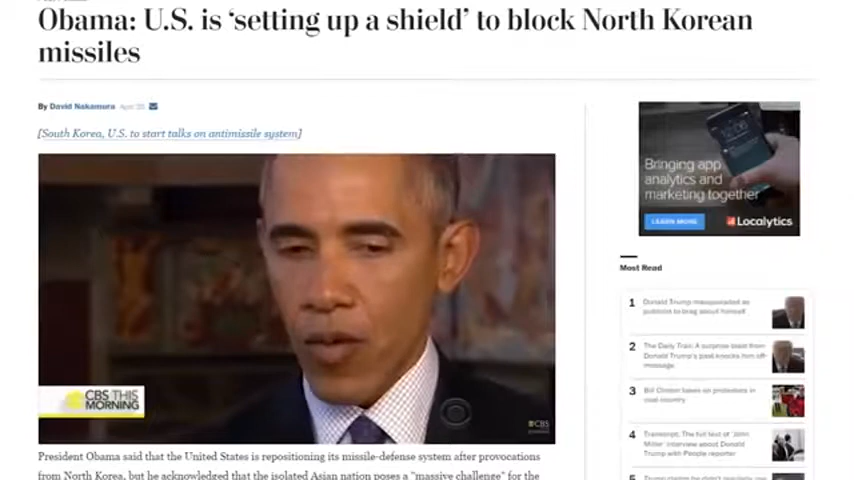 Obama: U.S. is ‘setting up a shield’ to block North Korean
missiles
By David Nakamura April
[South Korea, U.S. to start talks on antimissile system]
CBS THIS
MORNING
CBS
President Obama said that the United States is repositioning its missile-defense system after provocations
from North Korea, but he acknowledged that the isolated Asian nation poses a "massive challenge" for the
Bringing app
analytics and
marketing together
LEARN MORE
Localytics
Most Read
1
Donald Trump masqueraded as
publicist to brag about himself
2
The Daily Trail: A surprise blast from
Donald Trump's past knocks him off-
message
3
Bill Clinton takes on protesters in
coal country
4
Transcript: The full text of 'John
Miller' interview about Donald
Trump with People reporter
5